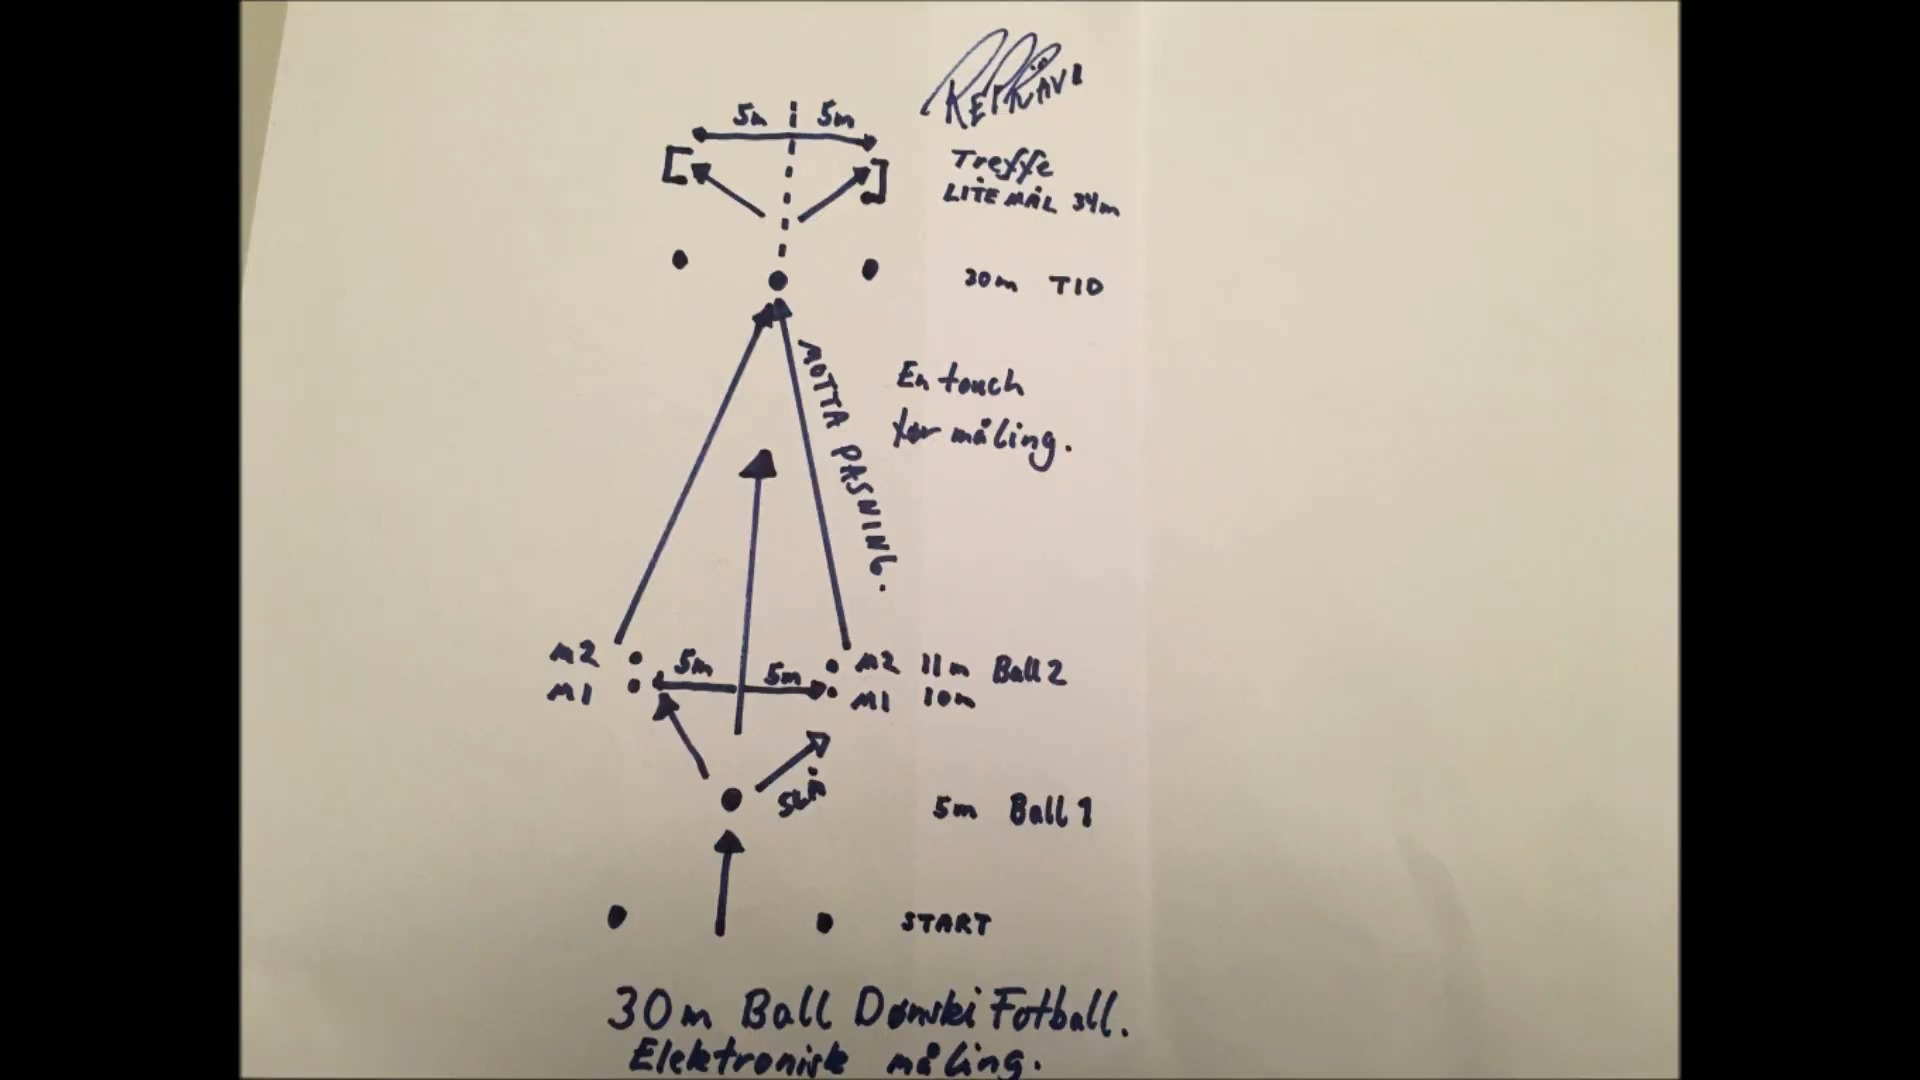 5m 5m
Treffe
LITE MÅL 34m
30m TID
MOTTA PASNING.
En touch
før måling.
M2 5m 5m M2 11m Ball 2
M1 M1 10m
5m Ball 1
START
30m Ball Dønski Fotball.
Elektronisk måling.